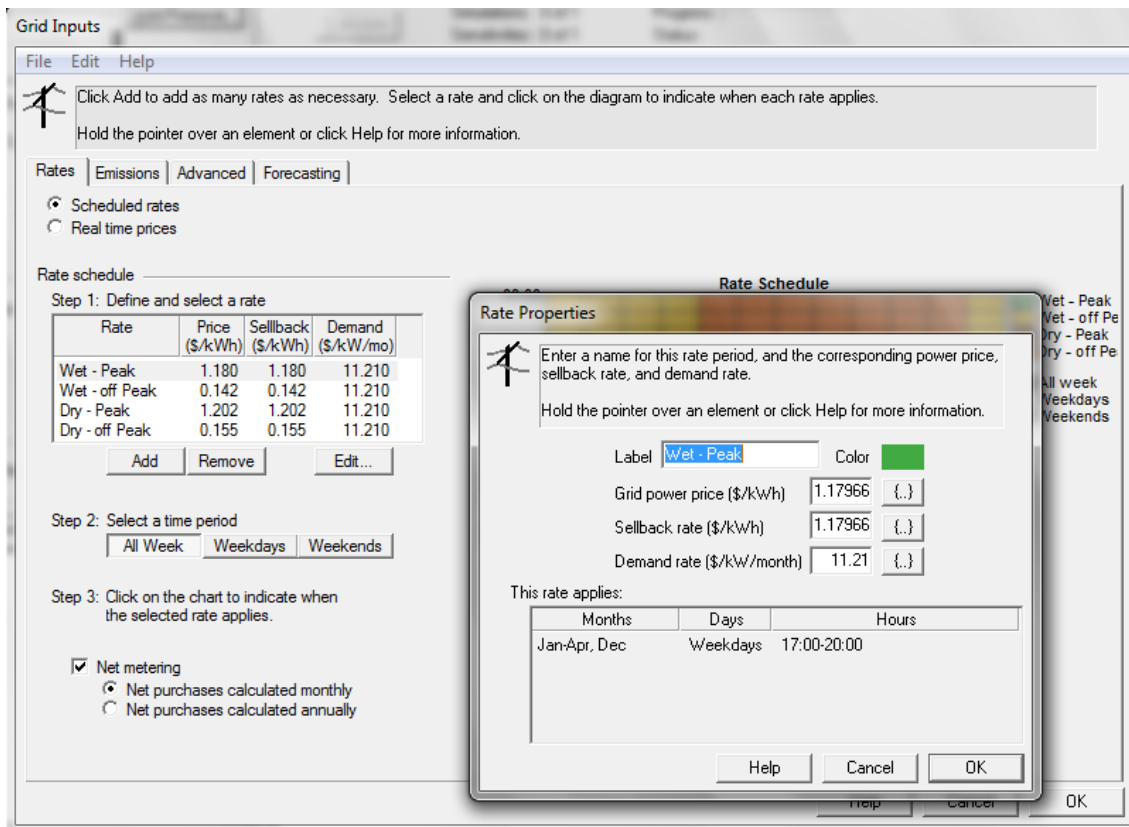 Grid Inputs
File Edit Help
Click Add to add as many rates as necessary. Select a rate and click on the diagram to indicate when each rate applies.
Hold the pointer over an element or click Help for more information.
Rates Emissions Advanced Forecasting
Scheduled rates
Real time prices
Rate schedule
Step 1: Define and select a rate
Rate Price Sellback Demand
($/kWh) ($/kWh) ($/kW/mo)
Wet - Peak 1.180 1.180 11.210
Wet - off Peak 0.142 0.142 11.210
Dry - Peak 1.202 1.202 11.210
Dry - off Peak 0.155 0.155 11.210
Add Remove Edit...
Step 2: Select a time period
All Week Weekdays Weekends
Step 3: Click on the chart to indicate when
the selected rate applies.
Net metering
Net purchases calculated monthly
Net purchases calculated annually
Rate Schedule
Wet - Peak
Wet - off Pe
Dry - Peak
Dry - off Pe
All week
Weekdays
Weekends
Rate Properties
Enter a name for this rate period, and the corresponding power price,
sellback rate, and demand rate.
Hold the pointer over an element or click Help for more information.
Label Wet - Peak Color
Grid power price ($/kWh) 1.17966 {..}
Sellback rate ($/kWh) 1.17966 {..}
Demand rate ($/kW/month) 11.21 {..}
This rate applies:
Months Days Hours
Jan-Apr, Dec Weekdays 17:00-20:00
Help Cancel OK
Help Cancel OK